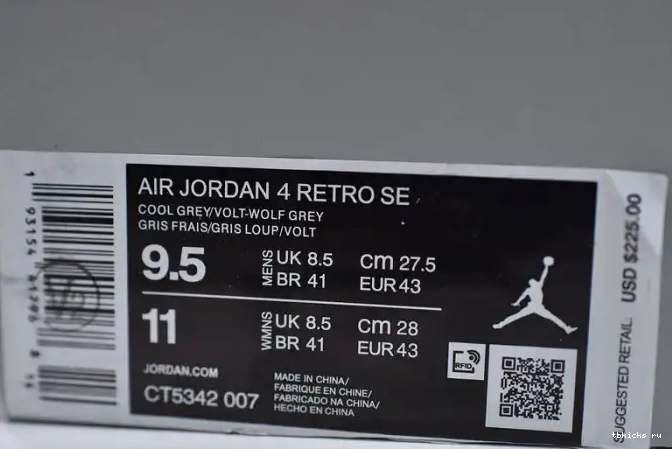 AIR JORDAN 4 RETRO SE
COOL GREY/VOLT-WOLF GREY
GRIS FRAIS/GRIS LOUP/VOLT
9.5
MENS
UK 8.5
Cm 27.5
BR 41
EUR 43
11
WMNS
UK 8.5
Cm 28
BR 41
EUR 43
JORDAN.COM
CT5342 007
MADE IN CHINA/
FABRIQUE EN CHINE/
FABRICADO NA CHINA/
HECHO EN CHINA
RFID
SUGGESTED RETAIL USD $225.00
tbkicks ru